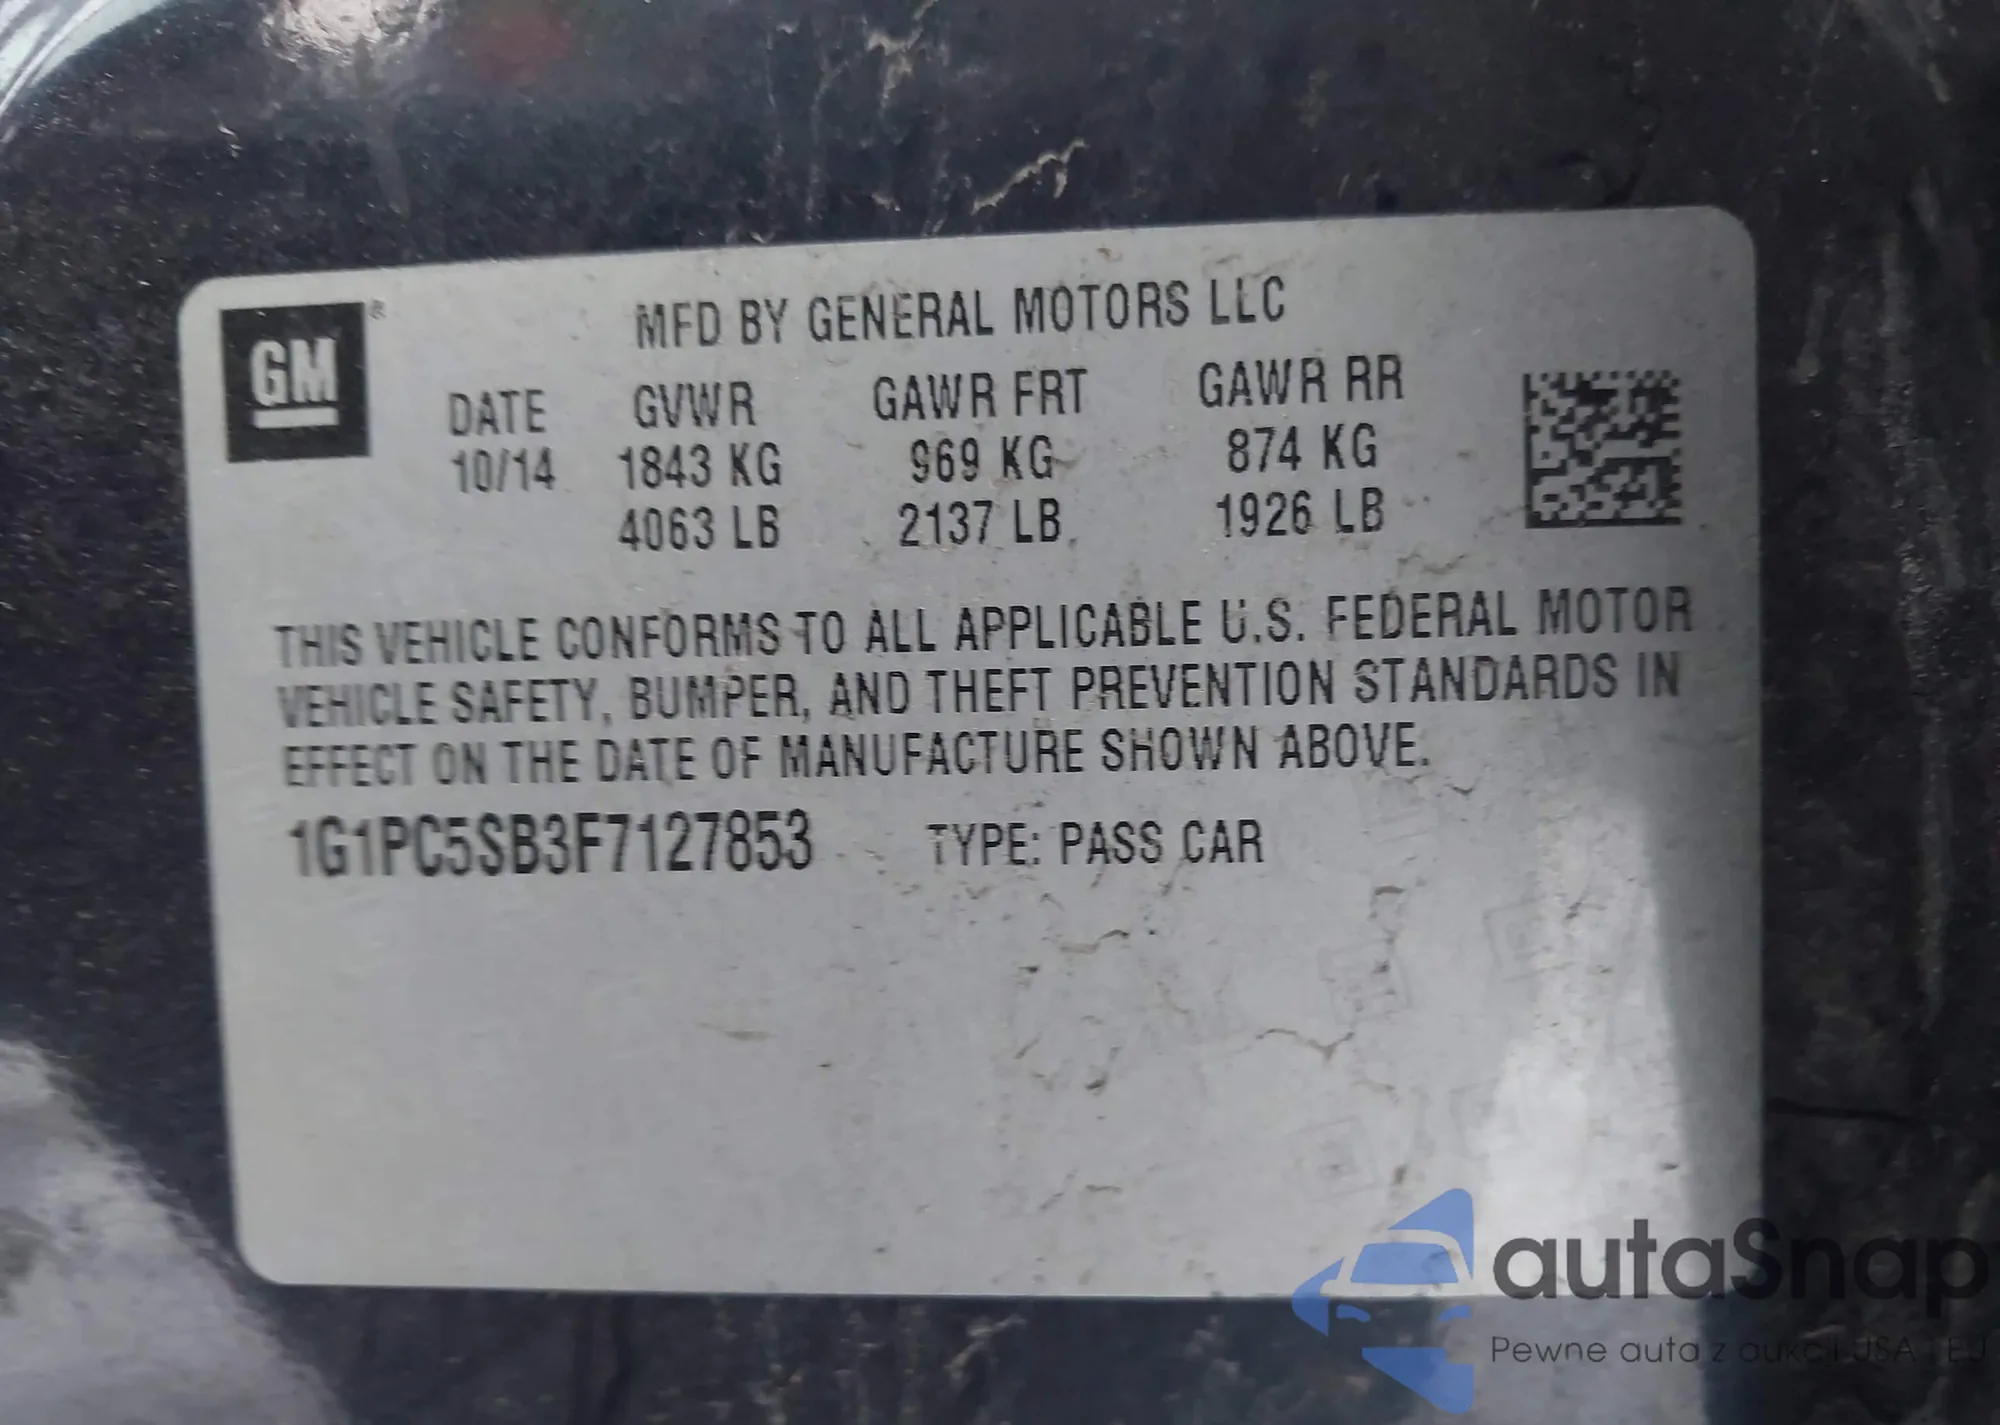 GM ®
MFD BY GENERAL MOTORS LLC
DATE GVWR GAWR FRT GAWR RR
10/14 1843 KG 969 KG 874 KG
4063 LB 2137 LB 1926 LB
THIS VEHICLE CONFORMS TO ALL APPLICABLE U.S. FEDERAL MOTOR
VEHICLE SAFETY, BUMPER, AND THEFT PREVENTION STANDARDS IN
EFFECT ON THE DATE OF MANUFACTURE SHOWN ABOVE.
1G1PC5SB3F7127853 TYPE: PASS CAR
autaSnap
Pewne auta z aukcji USA i EU